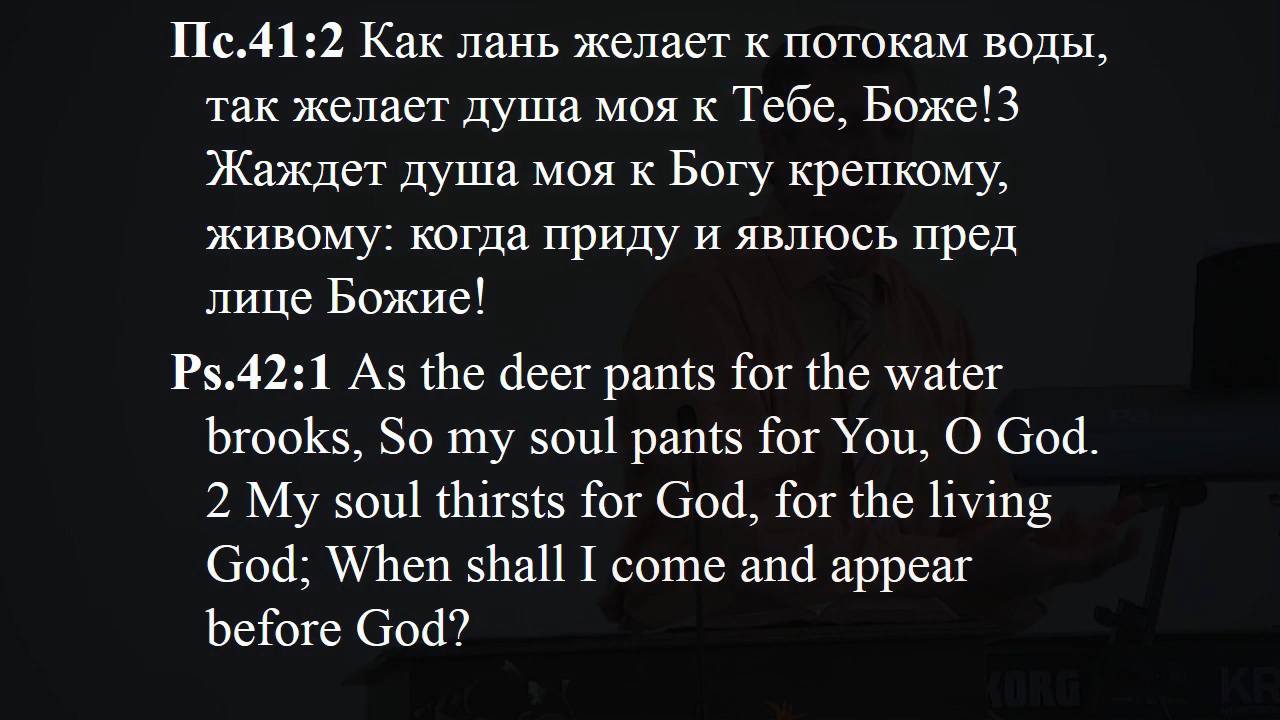 Пс.41:2 Как лань желает к потокам воды,
так желает душа моя к Тебе, Боже!3
Жаждет душа моя к Богу крепкому,
живому: когда приду и явлюсь пред
лице Божие!
Ps.42:1 As the deer pants for the water
brooks, So my soul pants for You, O God.
2 My soul thirsts for God, for the living
God; When shall I come and appear
before God?
KORG